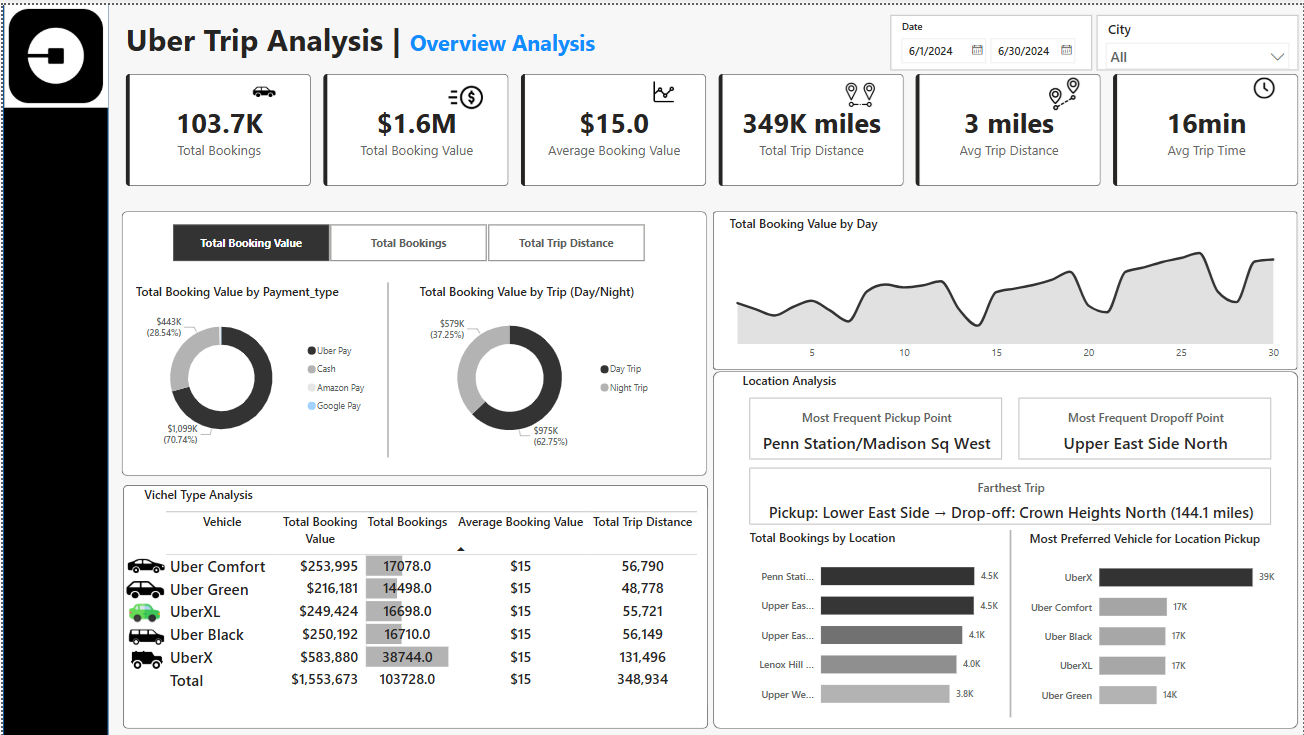 Uber Trip Analysis | Overview Analysis
Date
6/1/2024 6/30/2024
City
All
103.7K
Total Bookings
$1.6M
Total Booking Value
$15.0
Average Booking Value
349K miles
Total Trip Distance
3 miles
Avg Trip Distance
16min
Avg Trip Time
Total Booking Value Total Bookings Total Trip Distance
Total Booking Value by Payment_type
$443K
(28.54%)
$1,099K
(70.74%)
Uber Pay
Cash
Amazon Pay
Google Pay
Total Booking Value by Trip (Day/Night)
$579K
(37.25%)
$975K
(62.75%)
Day Trip
Night Trip
Total Booking Value by Day
5 10 15 20 25 30
Vichel Type Analysis
Vehicle Total Booking Value Total Bookings Average Booking Value Total Trip Distance
Uber Comfort $253,995 17078.0 $15 56,790
Uber Green $216,181 14498.0 $15 48,778
UberXL $249,424 16698.0 $15 55,721
Uber Black $250,192 16710.0 $15 56,149
UberX $583,880 38744.0 $15 131,496
Total $1,553,673 103728.0 $15 348,934
Location Analysis
Most Frequent Pickup Point
Penn Station/Madison Sq West
Most Frequent Dropoff Point
Upper East Side North
Farthest Trip
Pickup: Lower East Side → Drop-off: Crown Heights North (144.1 miles)
Total Bookings by Location
Penn Stati... 4.5K
Upper Eas... 4.5K
Upper Eas... 4.1K
Lenox Hill ... 4.0K
Upper We... 3.8K
Most Preferred Vehicle for Location Pickup
UberX 39K
Uber Comfort 17K
Uber Black 17K
UberXL 17K
Uber Green 14K